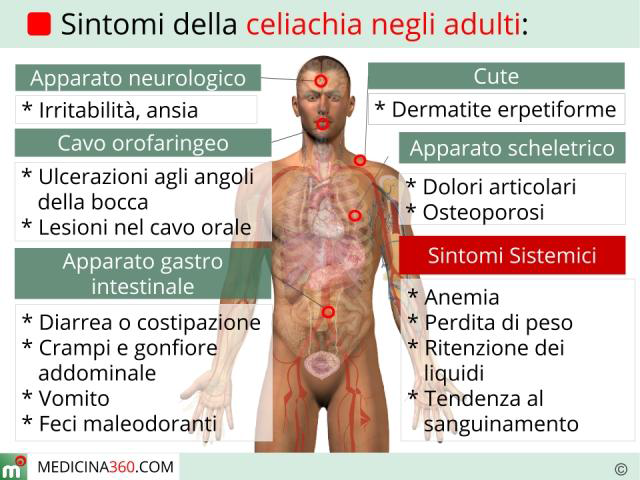 Sintomi della celiachia negli adulti:
Apparato neurologico
* Irritabilità, ansia
Cavo orofaringeo
* Ulcerazioni agli angoli
della bocca
* Lesioni nel cavo orale
Apparato gastro
intestinale
* Diarrea o costipazione
* Crampi e gonfiore
addominale
* Vomito
* Feci maleodoranti
Cute
* Dermatite erpetiforme
Apparato scheletrico
* Dolori articolari
* Osteoporosi
Sintomi Sistemici
* Anemia
* Perdita di peso
* Ritenzione dei
liquidi
* Tendenza al
sanguinamento
m
MEDICINA360.COM
©